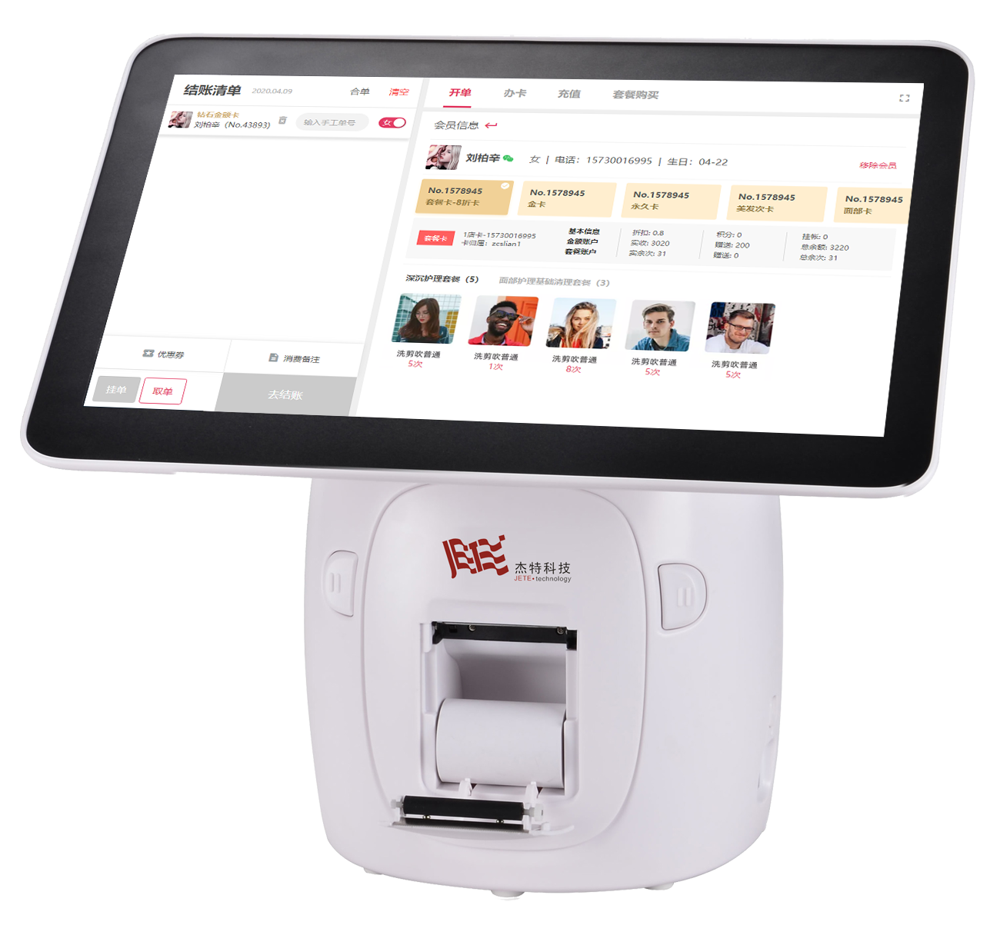 结账清单 2020.04.09 合单 清空
钻石金额卡
刘柏辛（No.43893） 输入手工单号 女
优惠券 消费备注
挂单 取单 去结账
开单 办卡 充值 套餐购买
会员信息
刘柏辛 女 | 电话：15730016995 | 生日：04-22 移除会员
No.1578945 No.1578945 No.1578945 No.1578945 No.1578945
套餐卡-8折卡 金卡 永久卡 美发次卡 面部卡
套餐卡
1店卡-15730016995
卡归属：zcslian1
基本信息 折扣: 0.8 积分: 0 挂帐: 0
金额账户 实收: 3020 赠送: 200 总余额: 3220
套餐账户 实余次: 31 赠送: 0 总余次: 31
深沉护理套餐（5） 面部护理基础清理套餐（3）
洗剪吹普通 洗剪吹普通 洗剪吹普通 洗剪吹普通 洗剪吹普通
5次 1次 8次 5次 5次
JETE
杰特科技
JETE•technology